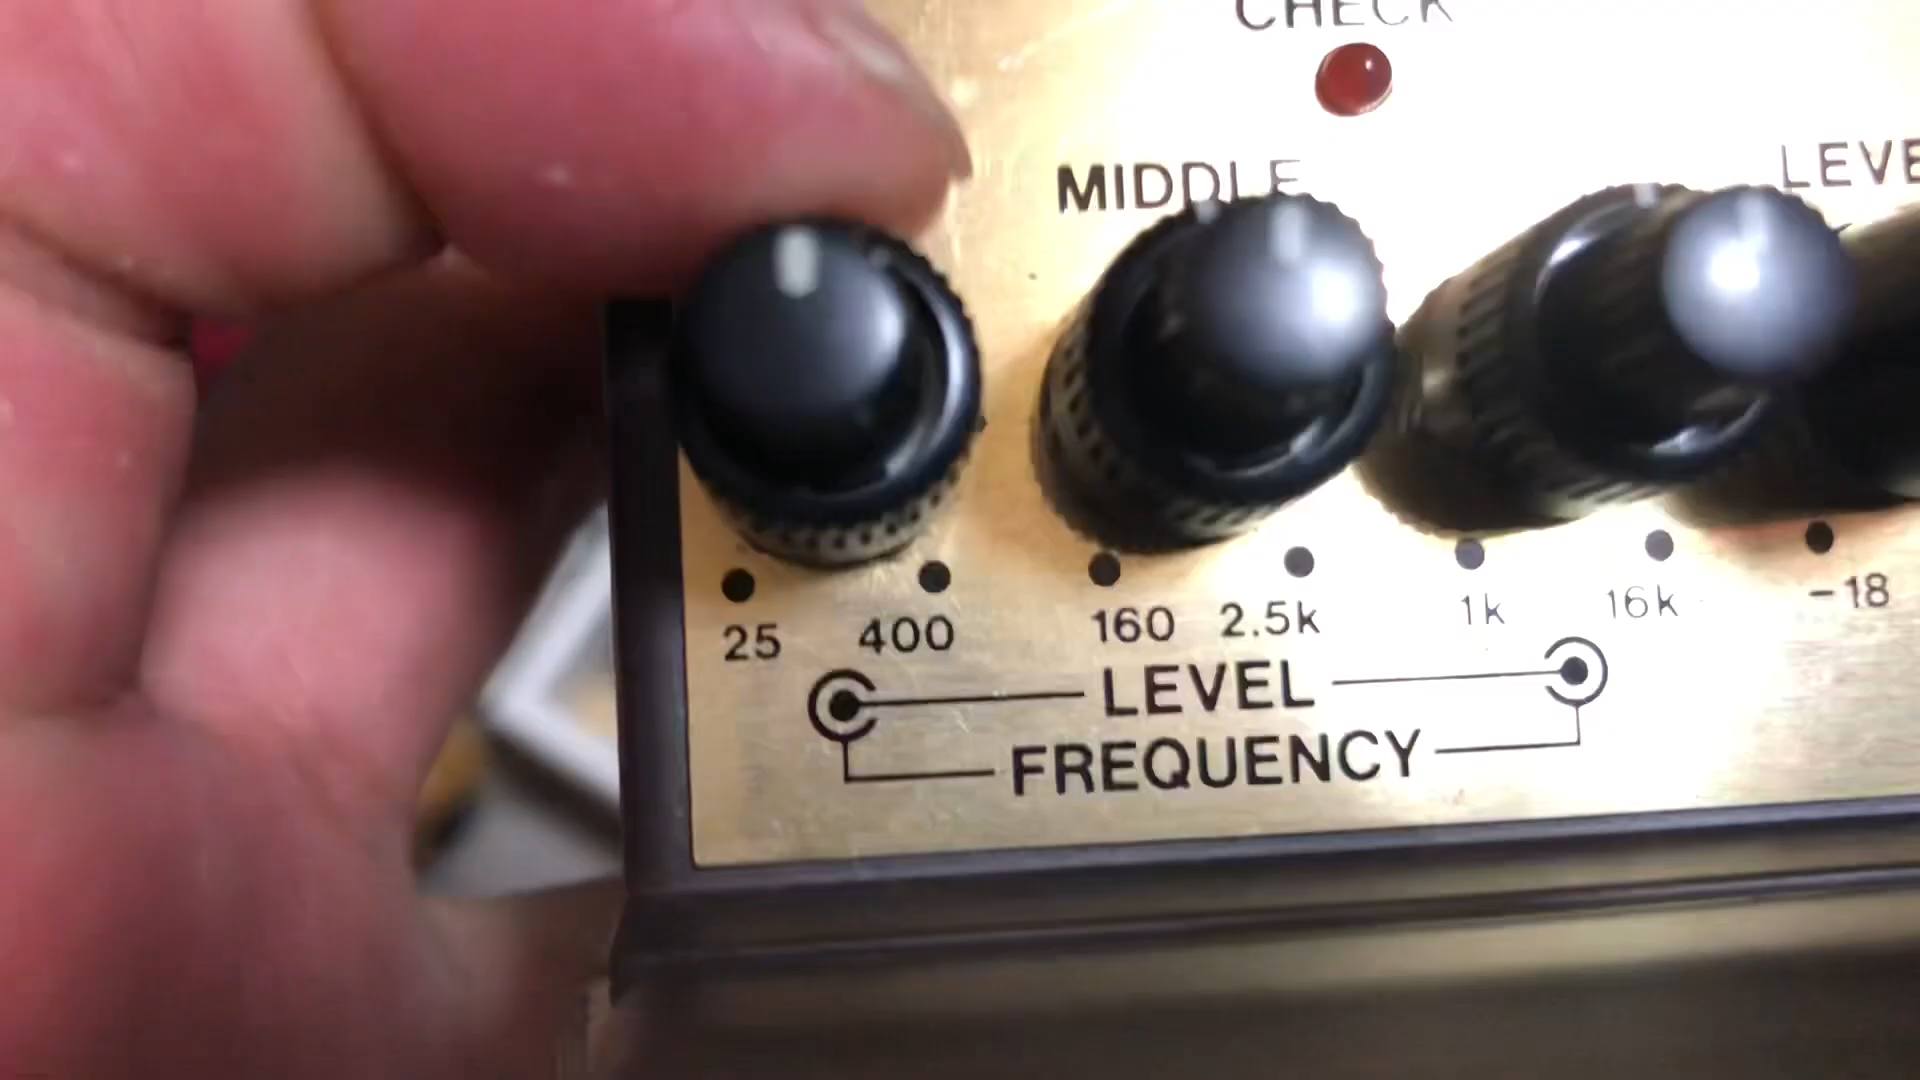 CHECK
MIDDLE
LEVE
25 400 160 2.5k 1k 16k -18
LEVEL
FREQUENCY